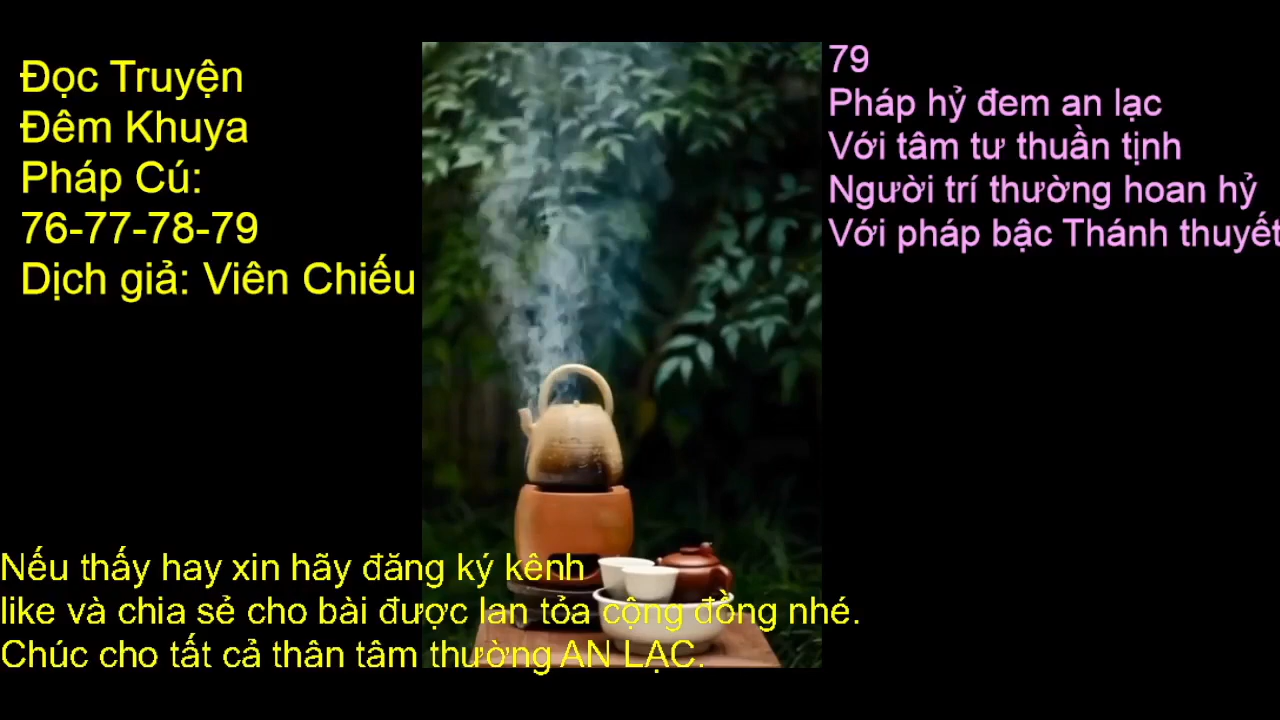 Đọc Truyện
Đêm Khuya
Pháp Cú:
76-77-78-79
Dịch giả: Viên Chiếu
79
Pháp hỷ đem an lạc
Với tâm tư thuần tịnh
Người trí thường hoan hỷ
Với pháp bậc Thánh thuyết
Nếu thấy hay xin hãy đăng ký kênh
like và chia sẻ cho bài được lan tỏa cộng đồng nhé.
Chúc cho tất cả thân tâm thường AN LẠC.